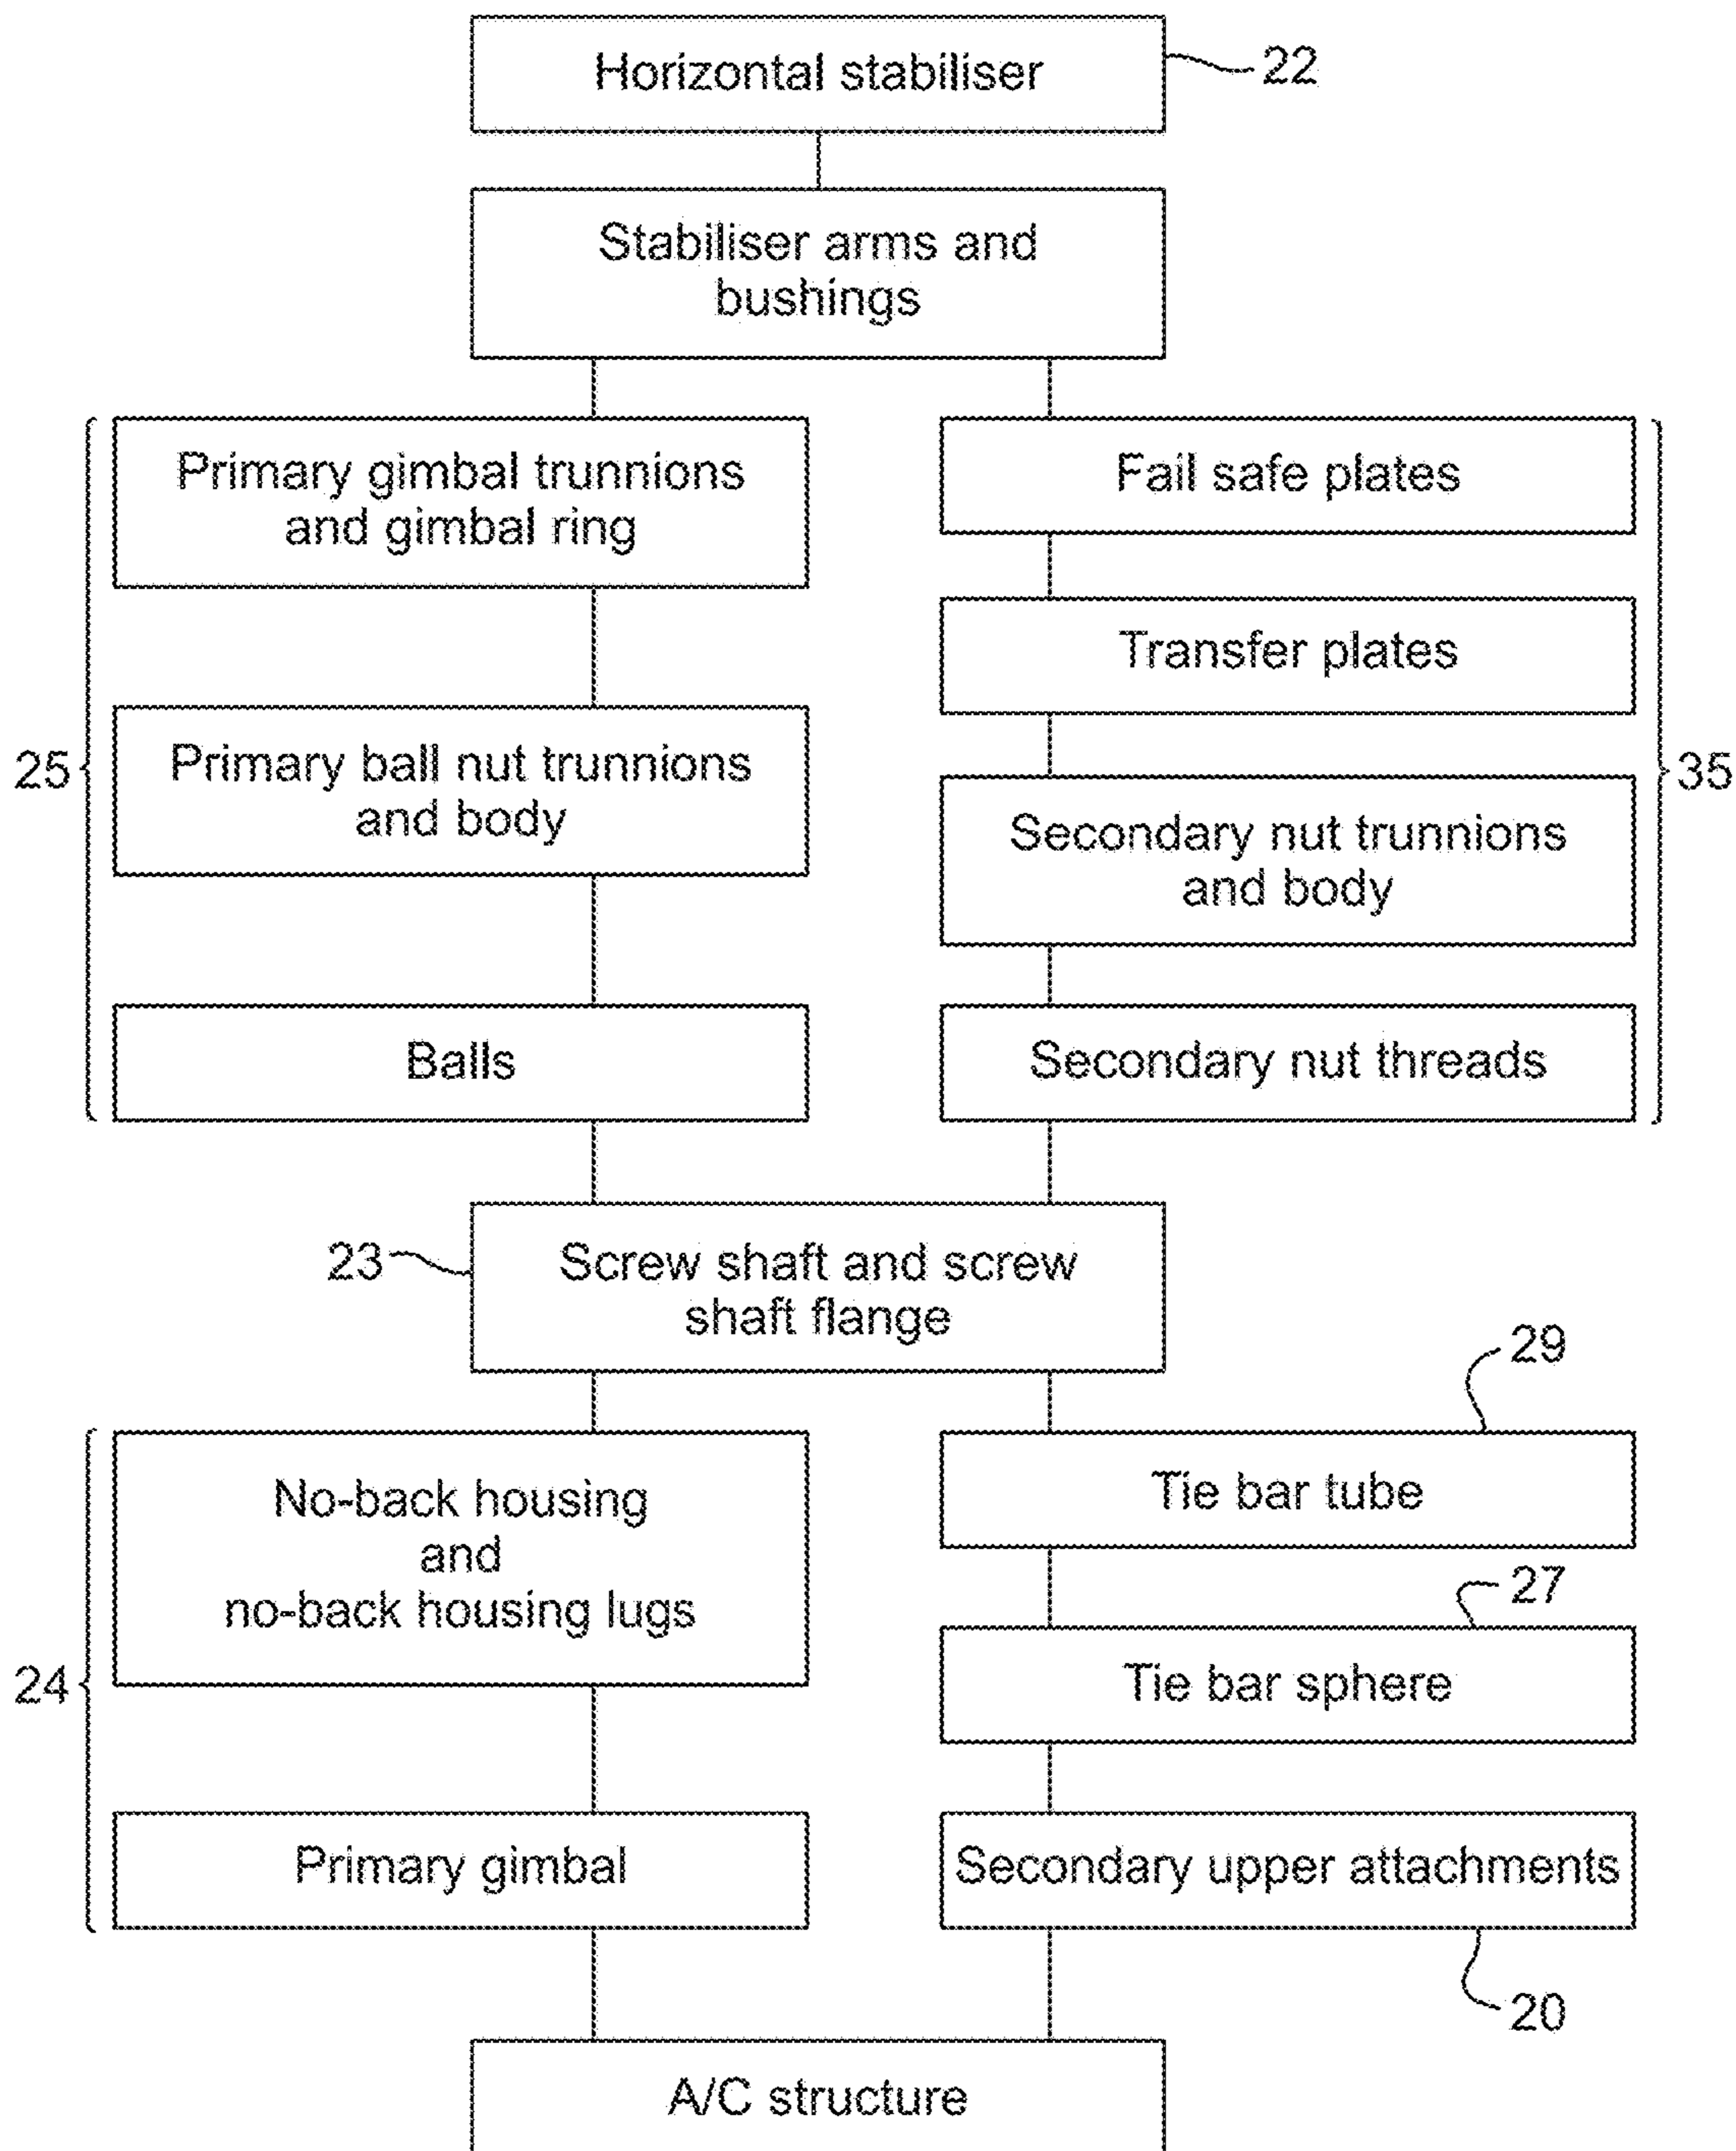 Horizontal stabiliser
22
Stabiliser arms and
bushings
25
Primary gimbal trunnions
and gimbal ring
Primary ball nut trunnions
and body
Balls
Fail safe plates
Transfer plates
Secondary nut trunnions
and body
Secondary nut threads
35
23
Screw shaft and screw
shaft flange
24
No-back housing
and
no-back housing lugs
Primary gimbal
29
Tie bar tube
27
Tie bar sphere
Secondary upper attachments
20
A/C structure